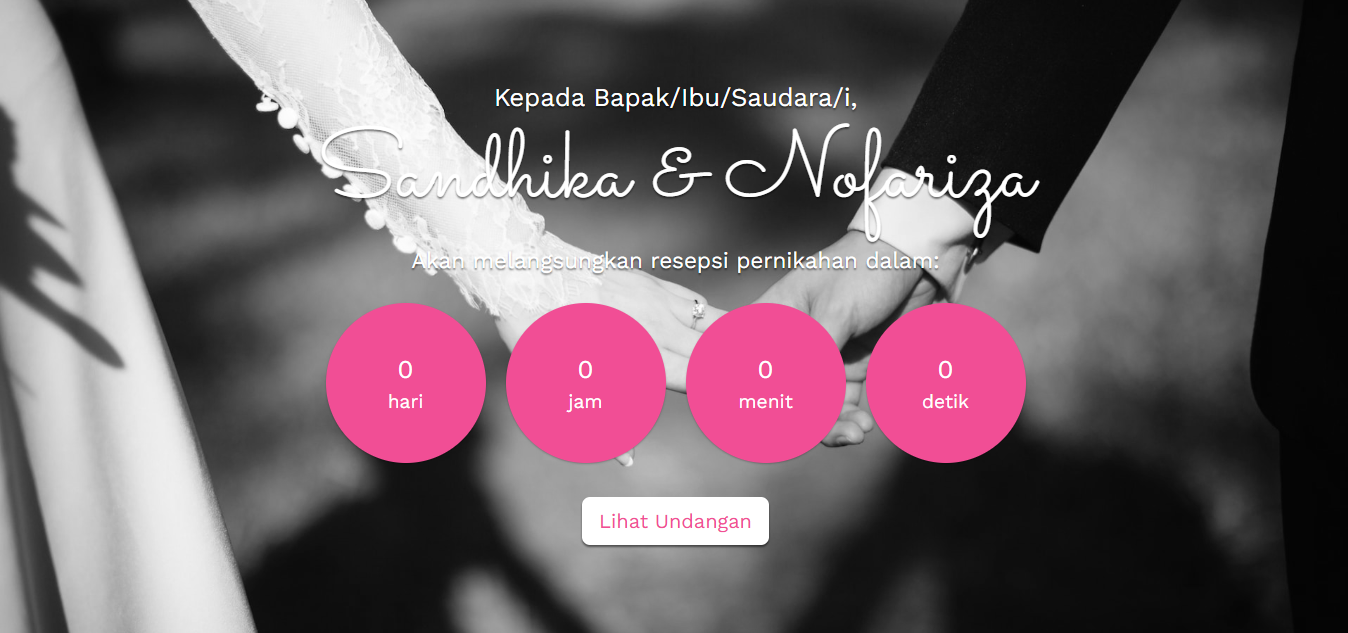 Kepada Bapak/Ibu/Saudara/i,
Sandhika & Nofariza
Akan melangsungkan resepsi pernikahan dalam:
0 0 0 0
hari jam menit detik
Lihat Undangan